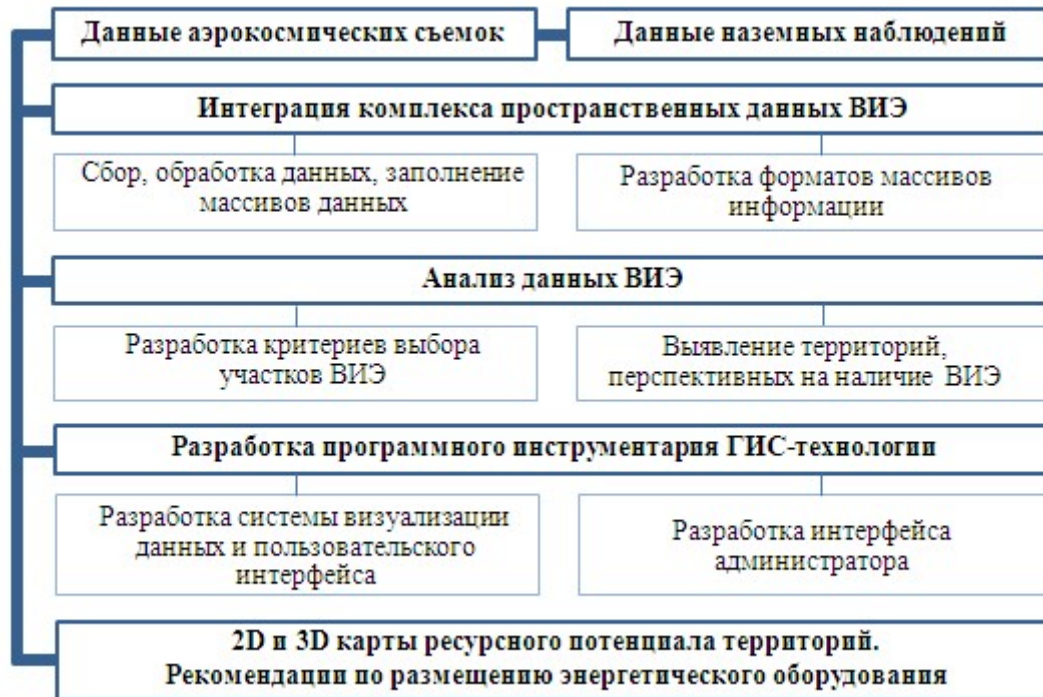 Данные аэрокосмических съемок
Данные наземных наблюдений
Интеграция комплекса пространственных данных ВИЭ
Сбор, обработка данных, заполнение
массивов данных
Разработка форматов массивов
информации
Анализ данных ВИЭ
Разработка критериев выбора
участков ВИЭ
Выявление территорий,
перспективных на наличие ВИЭ
Разработка программного инструментария ГИС-технологии
Разработка системы визуализации
данных и пользовательского
интерфейса
Разработка интерфейса
администратора
2D и 3D карты ресурсного потенциала территорий.
Рекомендации по размещению энергетического оборудования